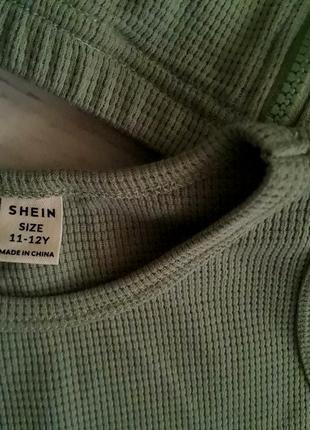 SHEIN
SIZE
11-12Y
MADE IN CHINA